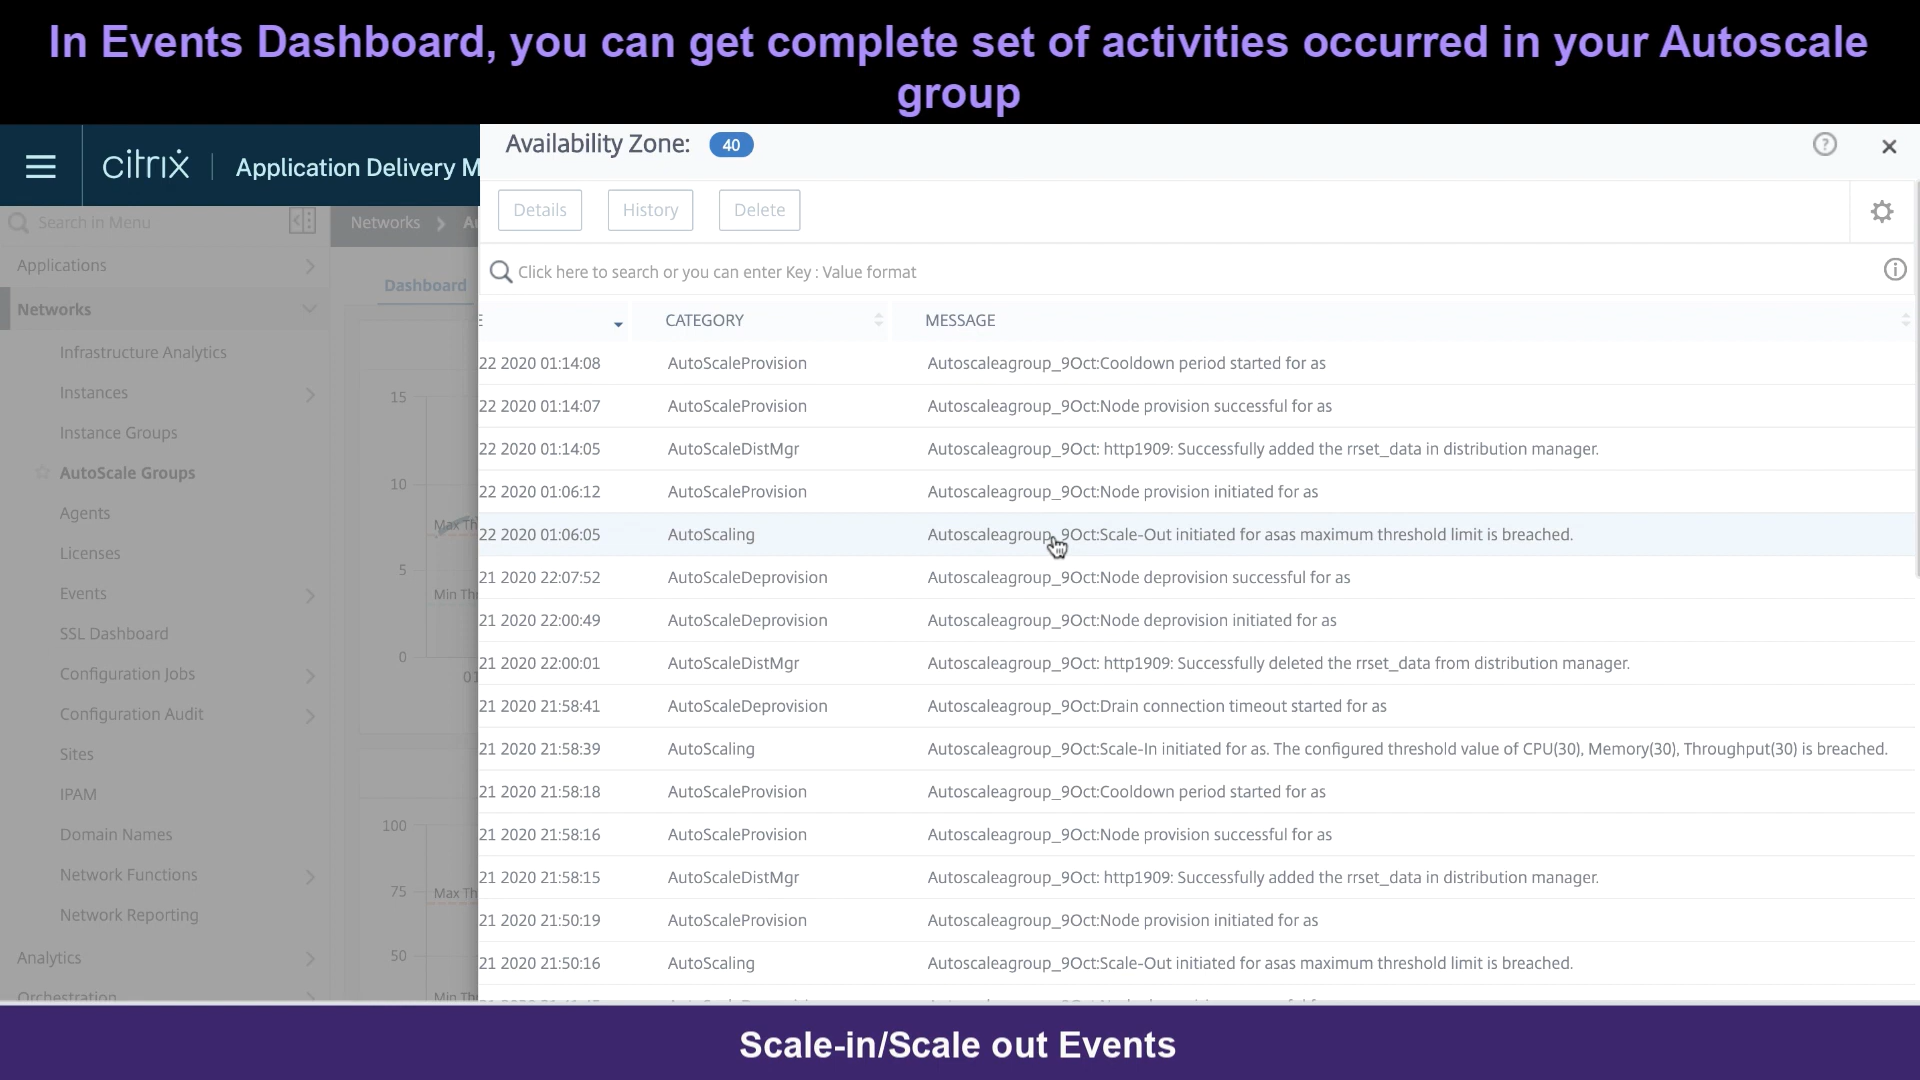 In Events Dashboard, you can get complete set of activities occurred in your Autoscale
group
citrix
Application Delivery M
Availability Zone: 40
Details
History
Delete
Search in Menu
Networks
Click here to search or you can enter Key : Value format
Applications
Networks
Infrastructure Analytics
Instances
Instance Groups
AutoScale Groups
Agents
Licenses
Events
SSL Dashboard
Configuration Jobs
Configuration Audit
Sites
IPAM
Domain Names
Network Functions
Network Reporting
Analytics
Orchestration
Dashboard
15
10
Max Th
5
Min Th
0
01
100
75
Max Th
50
Min Th
E CATEGORY MESSAGE
22 2020 01:14:08 AutoScaleProvision Autoscaleagroup_9Oct:Cooldown period started for as
22 2020 01:14:07 AutoScaleProvision Autoscaleagroup_9Oct:Node provision successful for as
22 2020 01:14:05 AutoScaleDistMgr Autoscaleagroup_9Oct: http1909: Successfully added the rrset_data in distribution manager.
22 2020 01:06:12 AutoScaleProvision Autoscaleagroup_9Oct:Node provision initiated for as
22 2020 01:06:05 AutoScaling Autoscaleagroup_9Oct:Scale-Out initiated for asas maximum threshold limit is breached.
21 2020 22:07:52 AutoScaleDeprovision Autoscaleagroup_9Oct:Node deprovision successful for as
21 2020 22:00:49 AutoScaleDeprovision Autoscaleagroup_9Oct:Node deprovision initiated for as
21 2020 22:00:01 AutoScaleDistMgr Autoscaleagroup_9Oct: http1909: Successfully deleted the rrset_data from distribution manager.
21 2020 21:58:41 AutoScaleDeprovision Autoscaleagroup_9Oct:Drain connection timeout started for as
21 2020 21:58:39 AutoScaling Autoscaleagroup_9Oct:Scale-In initiated for as. The configured threshold value of CPU(30), Memory(30), Throughput(30) is breached.
21 2020 21:58:18 AutoScaleProvision Autoscaleagroup_9Oct:Cooldown period started for as
21 2020 21:58:16 AutoScaleProvision Autoscaleagroup_9Oct:Node provision successful for as
21 2020 21:58:15 AutoScaleDistMgr Autoscaleagroup_9Oct: http1909: Successfully added the rrset_data in distribution manager.
21 2020 21:50:19 AutoScaleProvision Autoscaleagroup_9Oct:Node provision initiated for as
21 2020 21:50:16 AutoScaling Autoscaleagroup_9Oct:Scale-Out initiated for asas maximum threshold limit is breached.
Scale-in/Scale out Events